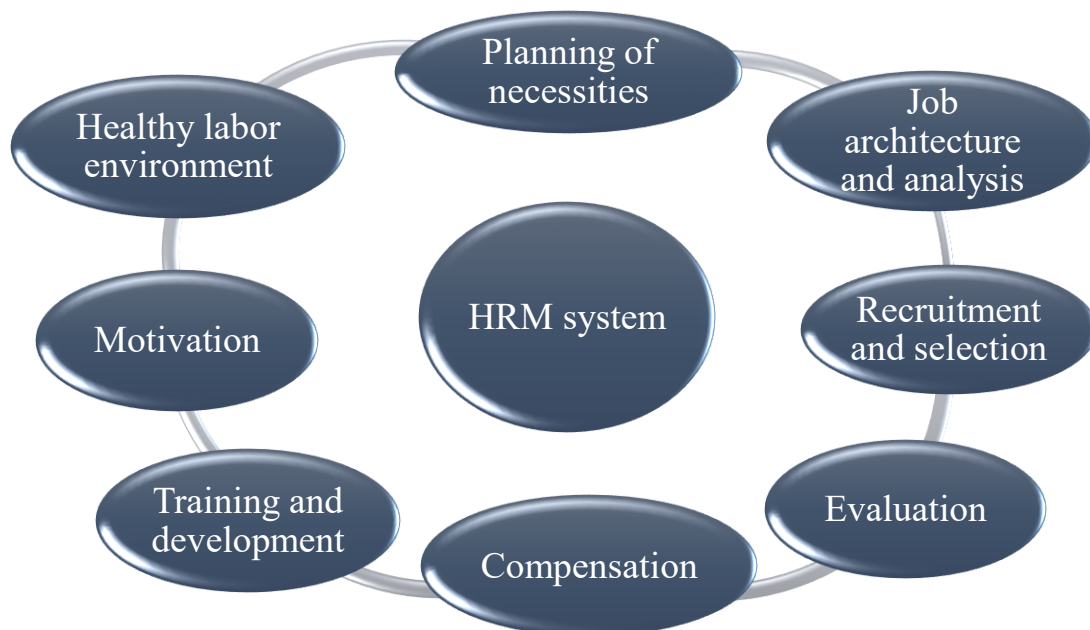 Planning of
necessities
Job
architecture
and analysis
Recruitment
and selection
Evaluation
Compensation
Training and
development
Motivation
Healthy labor
environment
HRM system